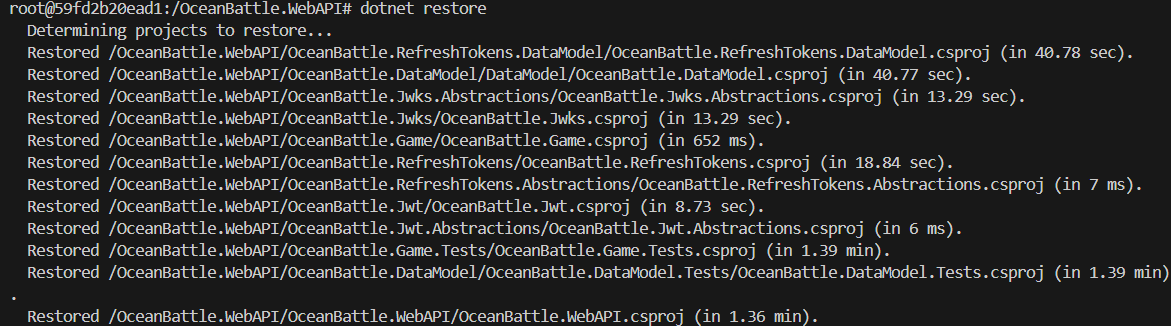 root@59fd2b20ead1:/OceanBattle.WebAPI# dotnet restore
  Determining projects to restore...
  Restored /OceanBattle.WebAPI/OceanBattle.RefreshTokens.DataModel/OceanBattle.RefreshTokens.DataModel.csproj (in 40.78 sec).
  Restored /OceanBattle.WebAPI/OceanBattle.DataModel/DataModel/OceanBattle.DataModel.csproj (in 40.77 sec).
  Restored /OceanBattle.WebAPI/OceanBattle.Jwks.Abstractions/OceanBattle.Jwks.Abstractions.csproj (in 13.29 sec).
  Restored /OceanBattle.WebAPI/OceanBattle.Jwks/OceanBattle.Jwks.csproj (in 13.29 sec).
  Restored /OceanBattle.WebAPI/OceanBattle.Game/OceanBattle.Game.csproj (in 652 ms).
  Restored /OceanBattle.WebAPI/OceanBattle.RefreshTokens/OceanBattle.RefreshTokens.csproj (in 18.84 sec).
  Restored /OceanBattle.WebAPI/OceanBattle.RefreshTokens.Abstractions/OceanBattle.RefreshTokens.Abstractions.csproj (in 7 ms).
  Restored /OceanBattle.WebAPI/OceanBattle.Jwt/OceanBattle.Jwt.csproj (in 8.73 sec).
  Restored /OceanBattle.WebAPI/OceanBattle.Jwt.Abstractions/OceanBattle.Jwt.Abstractions.csproj (in 6 ms).
  Restored /OceanBattle.WebAPI/OceanBattle.Game.Tests/OceanBattle.Game.Tests.csproj (in 1.39 min).
  Restored /OceanBattle.WebAPI/OceanBattle.DataModel/OceanBattle.DataModel.Tests/OceanBattle.DataModel.Tests.csproj (in 1.39 min)
.
  Restored /OceanBattle.WebAPI/OceanBattle.WebAPI/OceanBattle.WebAPI.csproj (in 1.36 min).